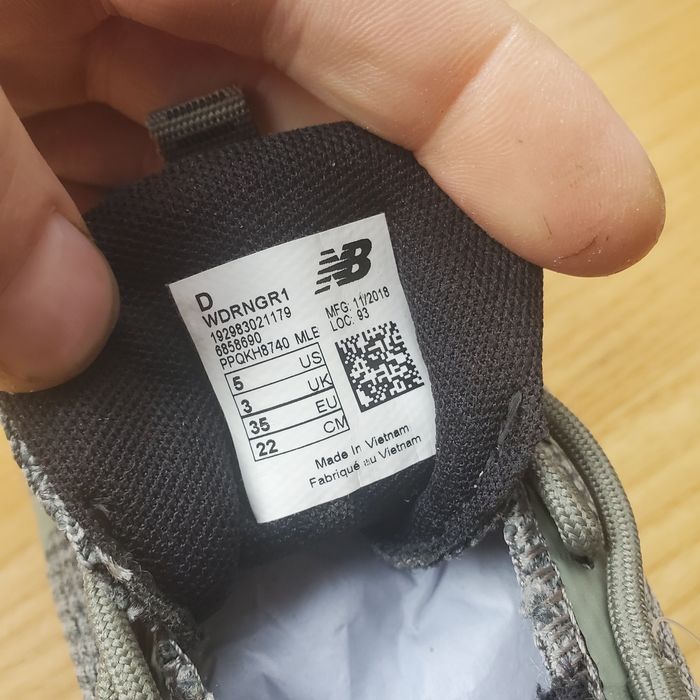 D
WDRNGR1
192983021179
6858690
PPQKH8740 MLE
NB
MFG: 11/2018
LOC: 93
5 US
3 UK
35 EU
22 CM
Made In Vietnam
Fabriqué au Vietnam